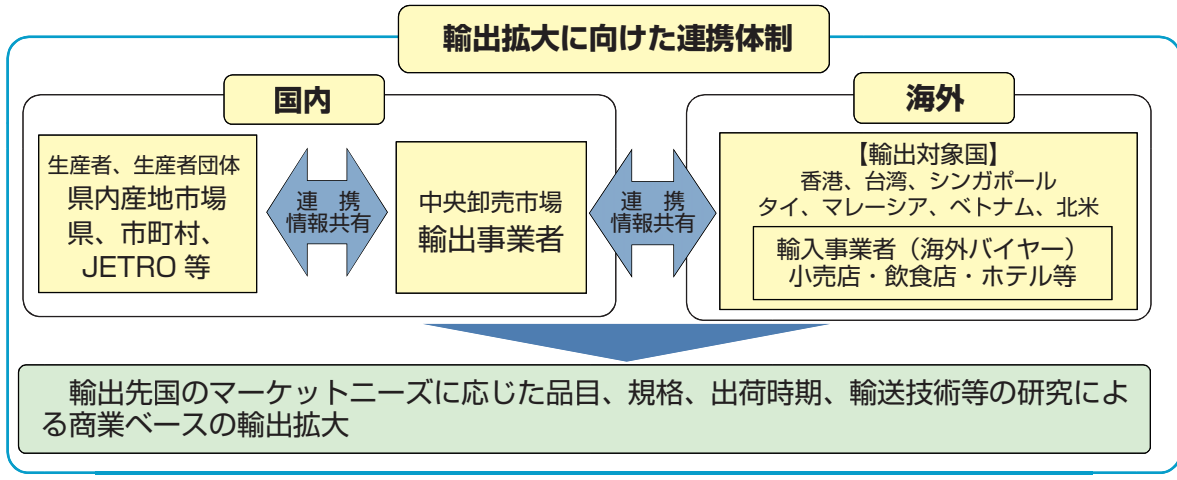 輸出拡大に向けた連携体制
国内
海外
生産者、生産者団体
県内産地市場
県、市町村、
JETRO 等
連 携
情報共有
中央卸売市場
輸出事業者
連 携
情報共有
【輸出対象国】
香港、台湾、シンガポール
タイ、マレーシア、ベトナム、北米
輸入事業者（海外バイヤー）
小売店・飲食店・ホテル等
輸出先国のマーケットニーズに応じた品目、規格、出荷時期、輸送技術等の研究によ
る商業ベースの輸出拡大